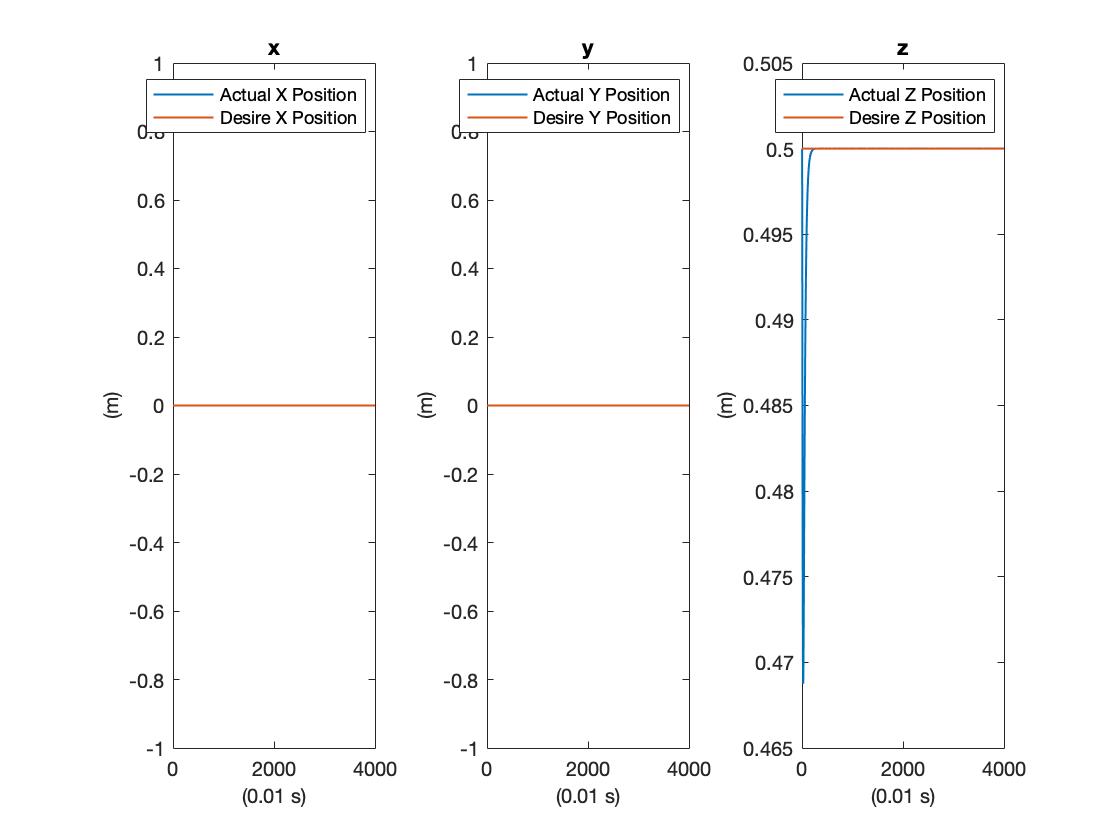 x
Actual X Position
Desire X Position
1
0.8
0.6
0.4
0.2
0
-0.2
-0.4
-0.6
-0.8
-1
(m)
0 2000 4000
(0.01 s)
y
Actual Y Position
Desire Y Position
1
0.8
0.6
0.4
0.2
0
-0.2
-0.4
-0.6
-0.8
-1
(m)
0 2000 4000
(0.01 s)
z
Actual Z Position
Desire Z Position
0.505
0.5
0.495
0.49
0.485
0.48
0.475
0.47
0.465
(m)
0 2000 4000
(0.01 s)